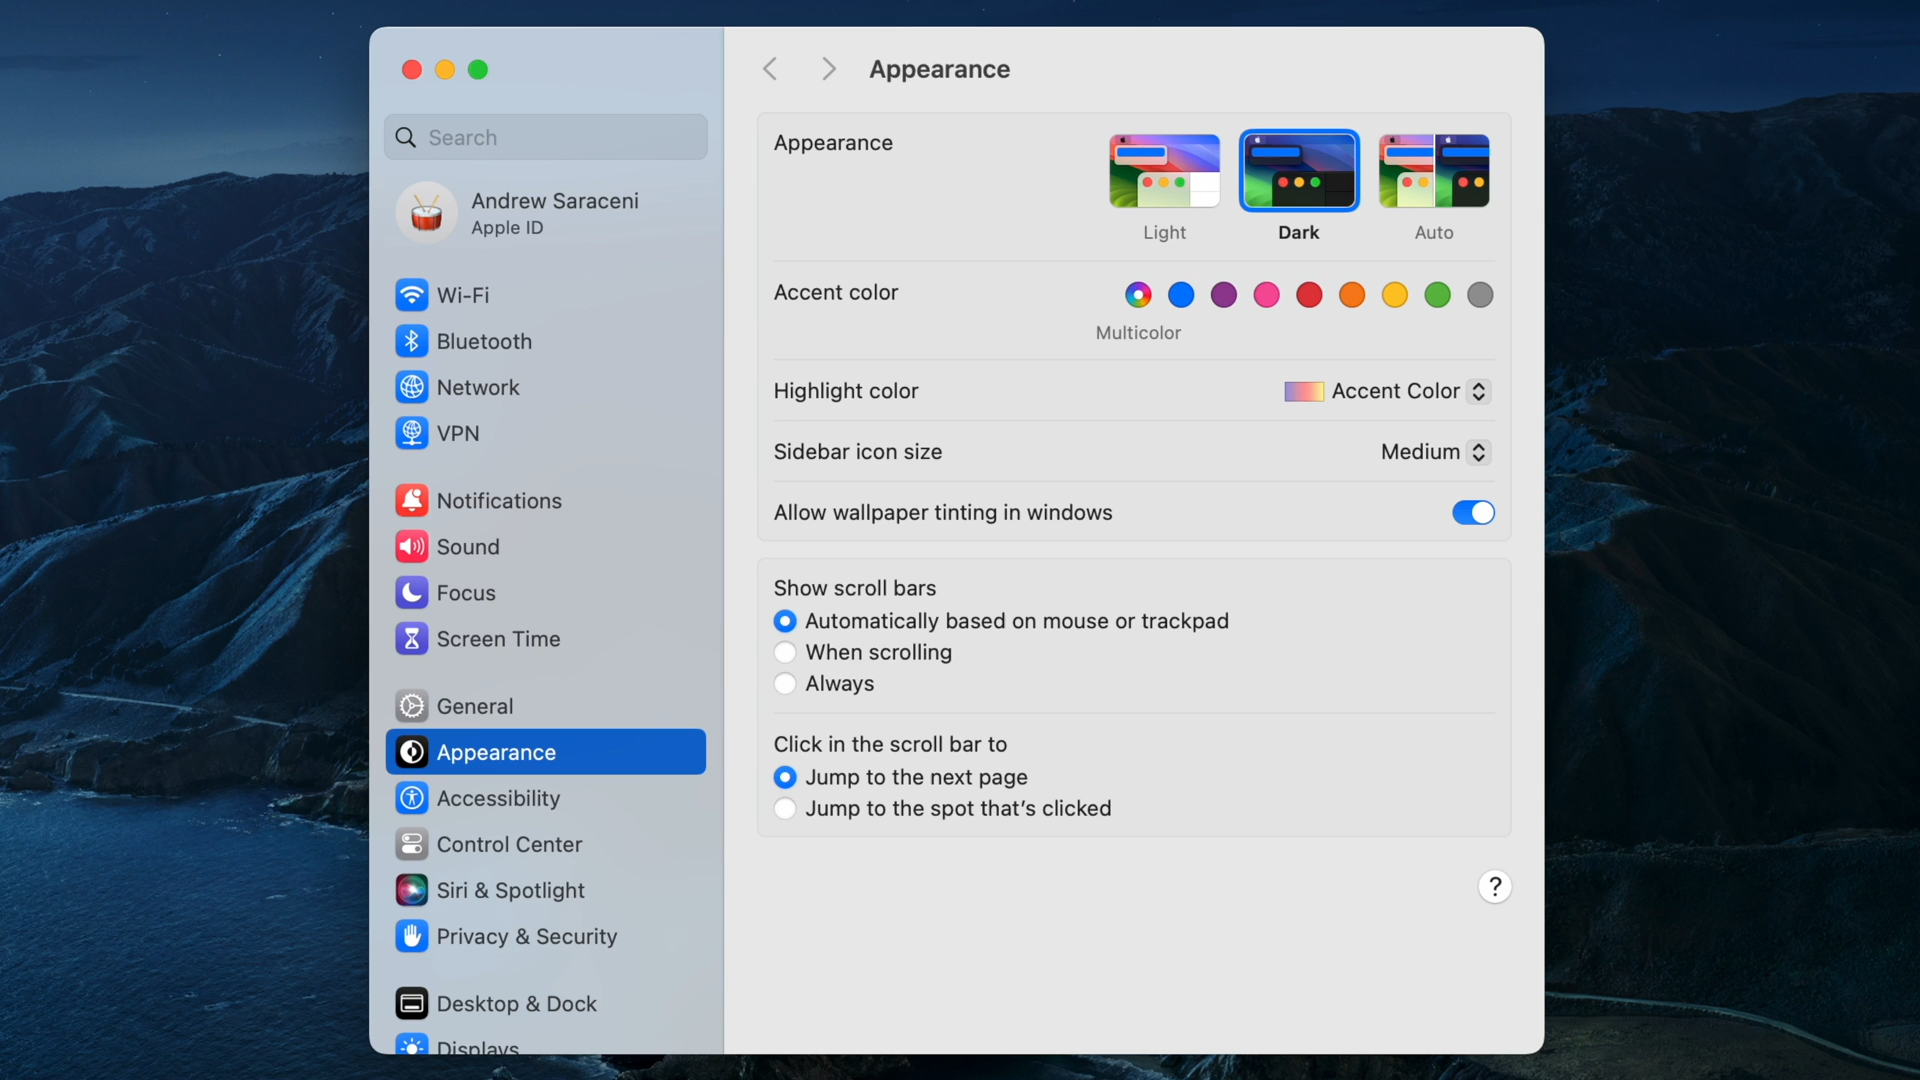 Appearance
Search
Andrew Saraceni
Apple ID
Wi-Fi
Bluetooth
Network
VPN
Notifications
Sound
Focus
Screen Time
General
Appearance
Accessibility
Control Center
Siri & Spotlight
Privacy & Security
Desktop & Dock
Displays
Appearance
Light
Dark
Auto
Accent color
Multicolor
Highlight color
Accent Color
Sidebar icon size
Medium
Allow wallpaper tinting in windows
Show scroll bars
Automatically based on mouse or trackpad
When scrolling
Always
Click in the scroll bar to
Jump to the next page
Jump to the spot that’s clicked
?